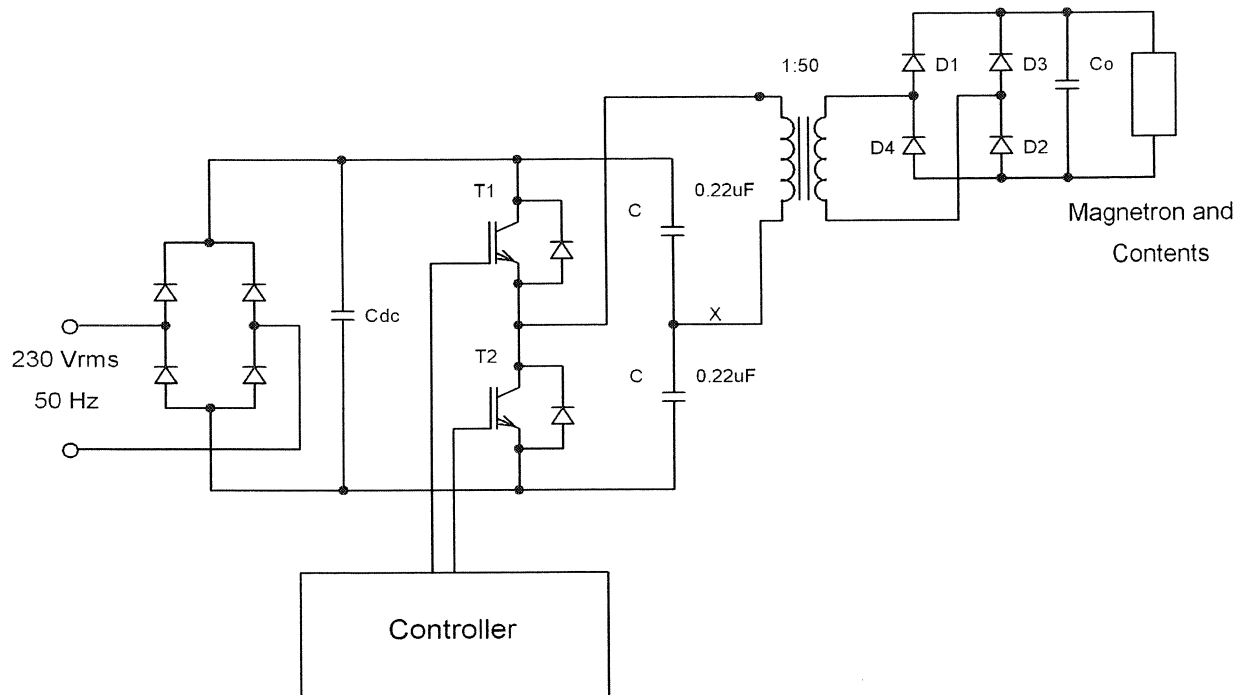 1:50
D1
D3
Co
D4
D2
T1
C
0.22uF
Magnetron and
Contents
X
Cdc
230 Vrms
50 Hz
T2
C
0.22uF
Controller